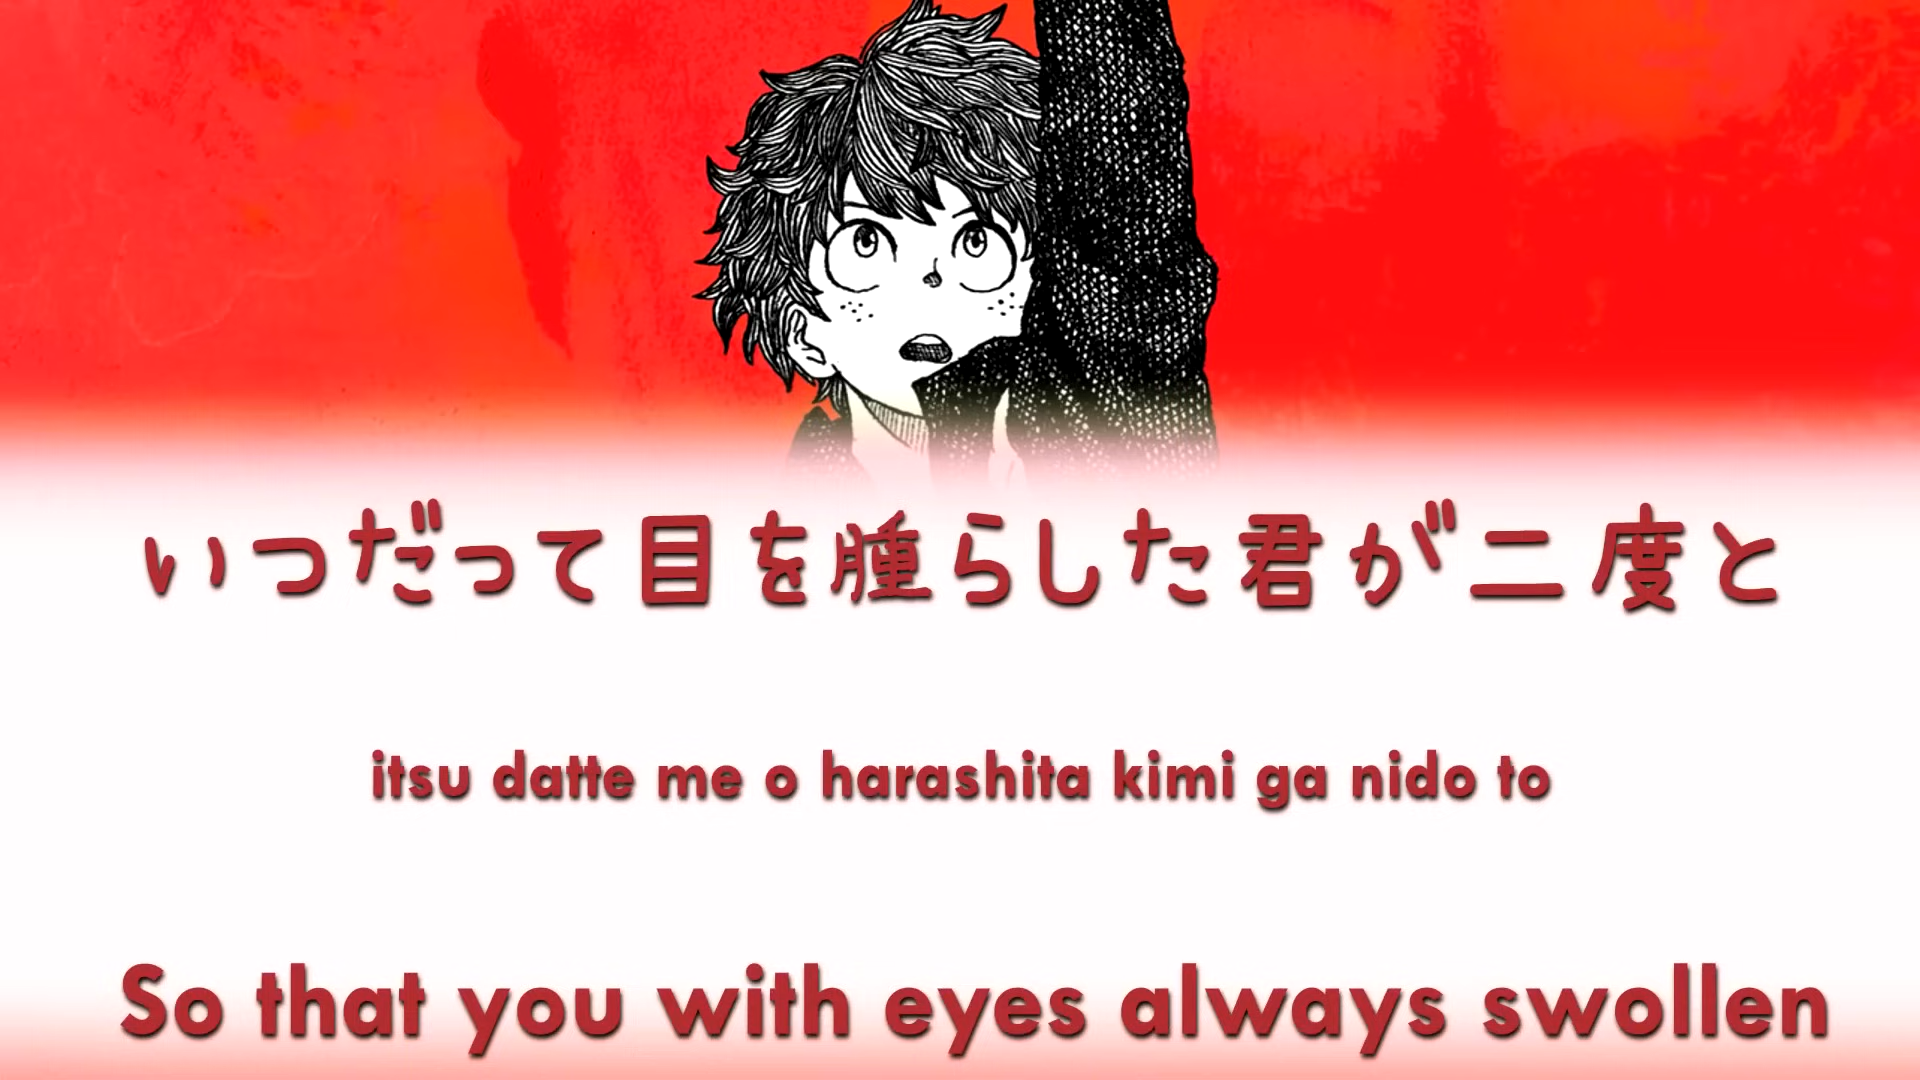 いつだって目を腫らした君が二度と
itsu datte me o harashita kimi ga nido to
So that you with eyes always swollen